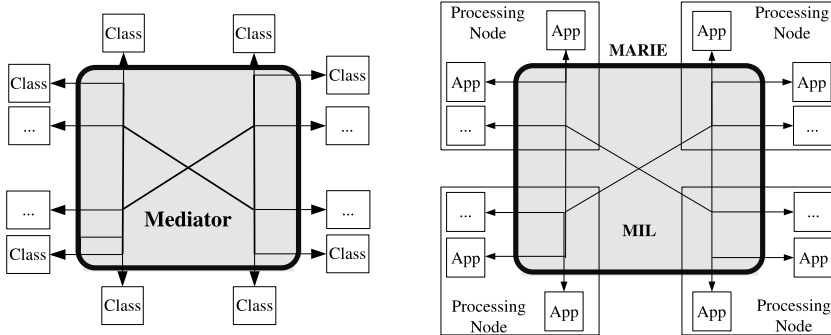 Class
Class
Class
Class
...
...
...
...
Mediator
Class
Class
Class
Class
Processing
Node
App
MARIE
App
Processing
Node
App
App
...
...
...
...
MIL
App
App
Processing
Node
App
App
Processing
Node